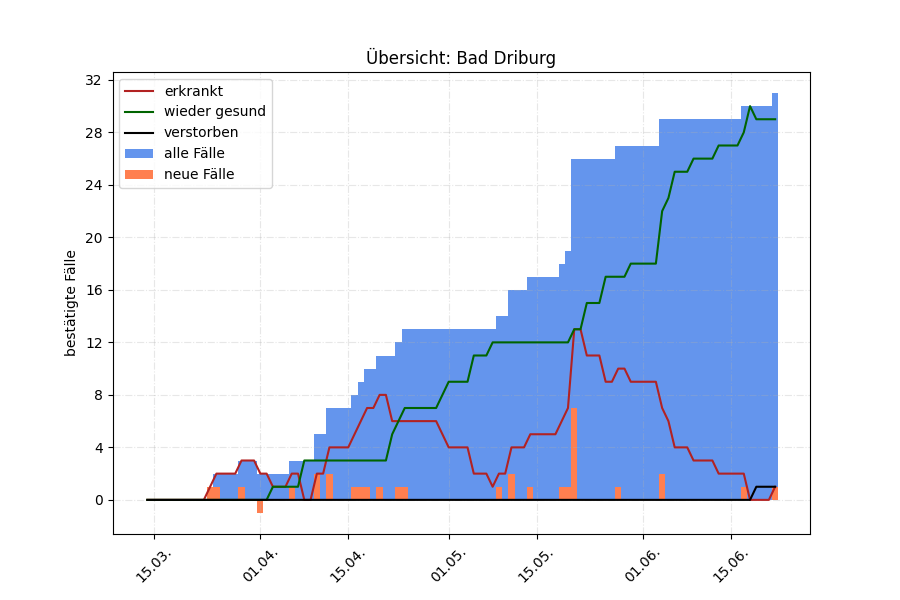 Übersicht: Bad Driburg
erkrankt
wieder gesund
verstorben
alle Fälle
neue Fälle
bestätigte Fälle
32
28
24
20
16
12
8
4
0
15.03.
01.04.
15.04.
01.05.
15.05.
01.06.
15.06.